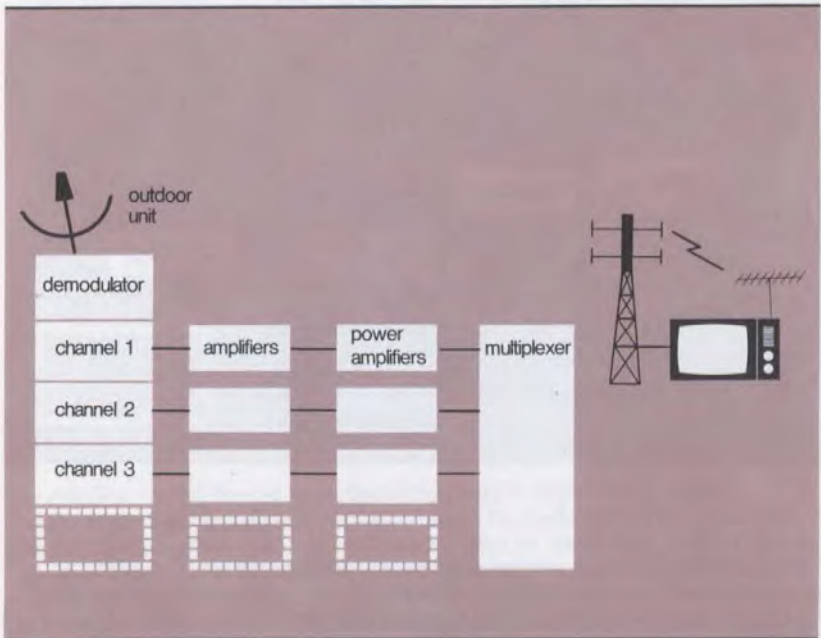 outdoor
unit
demodulator
channel 1
amplifiers
power
amplifiers
multiplexer
channel 2
channel 3